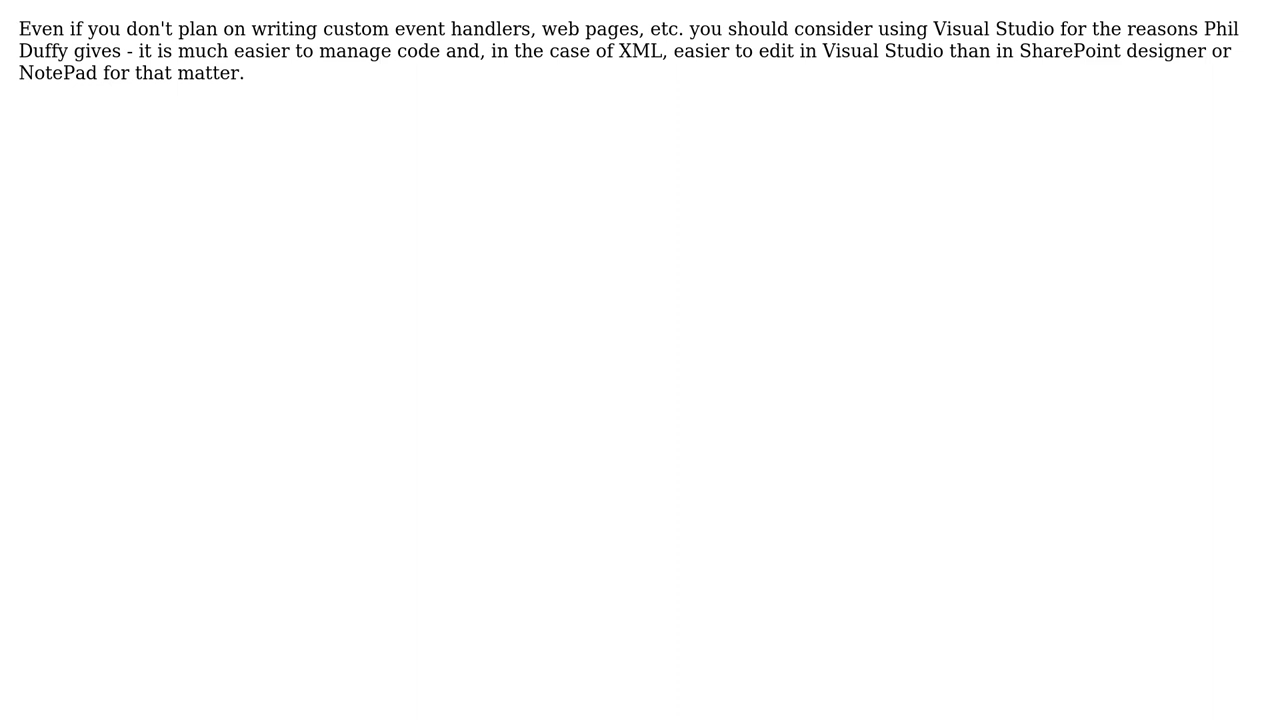 Even if you don't plan on writing custom event handlers, web pages, etc. you should consider using Visual Studio for the reasons Phil
Duffy gives - it is much easier to manage code and, in the case of XML, easier to edit in Visual Studio than in SharePoint designer or
NotePad for that matter.